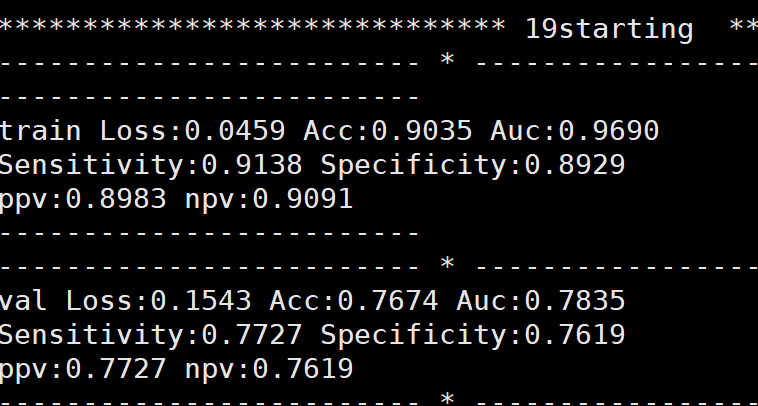 ****************************** 19starting  **
------------------------- * -----------------
-------------------------
train Loss:0.0459 Acc:0.9035 Auc:0.9690
Sensitivity:0.9138 Specificity:0.8929
ppv:0.8983 npv:0.9091
-------------------------
------------------------- * -----------------
val Loss:0.1543 Acc:0.7674 Auc:0.7835
Sensitivity:0.7727 Specificity:0.7619
ppv:0.7727 npv:0.7619
------------------------- * -----------------